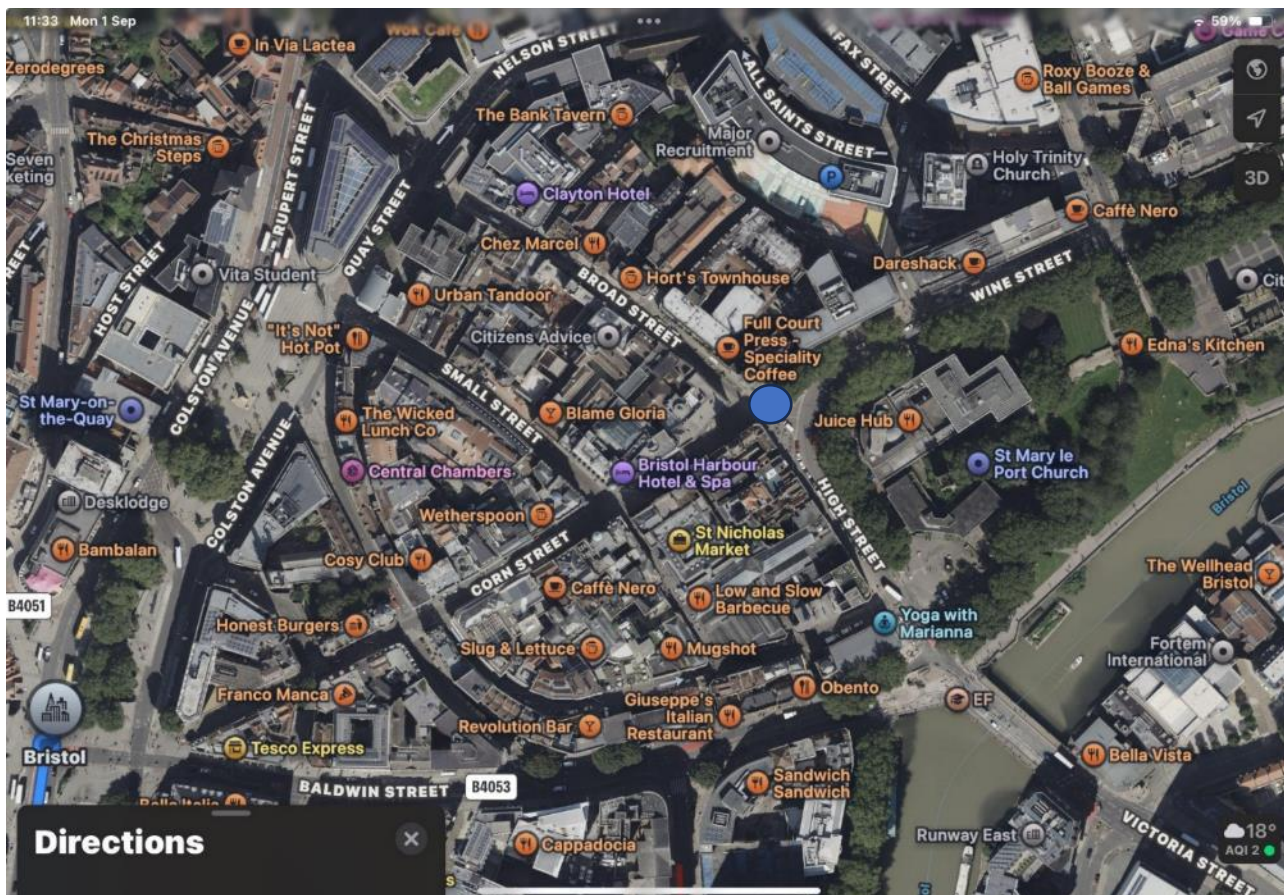 11:33 Mon 1 Sep
59%
In Via Lactea
Wok Cafe
NELSON STREET
FAX STREET
Zerodegrees
Roxy Booze &
Ball Games
The Bank Tavern
ALL SAINTS STREET
The Christmas
Steps
Major
Recruitment
P
Seven
keting
RUPERT STREET
Holy Trinity
Church
3D
Clayton Hotel
Caffè Nero
QUAY STREET
Chez Marcel
HOST STREET
Vita Student
Hort's Townhouse
Dareshack
WINE STREET
Urban Tandoor
BROAD STREET
"It's Not"
Hot Pot
Citizens Advice
Full Court
Press -
Speciality
Coffee
Edna's Kitchen
COLSTON AVENUE
SMALL STREET
St Mary-on-
the-Quay
The Wicked
Lunch Co
Blame Gloria
Juice Hub
Central Chambers
Bristol Harbour
Hotel & Spa
St Mary le
Port Church
Desklodge
COLSTON AVENUE
HIGH STREET
Bristol
Wetherspoon
St Nicholas
Market
Bambalan
Cosy Club
CORN STREET
The Wellhead
Bristol
B4051
Caffè Nero
Low and Slow
Barbecue
Honest Burgers
Yoga with
Marianna
Slug & Lettuce
Mugshot
Fortem
International
Franco Manca
Obento
EF
Giuseppe's
Italian
Restaurant
Revolution Bar
Bristol
Tesco Express
Bella Vista
BALDWIN STREET
B4053
Sandwich
Sandwich
Bella Italia
Directions
Cappadocia
Runway East
VICTORIA STREET
18°
AQI 2